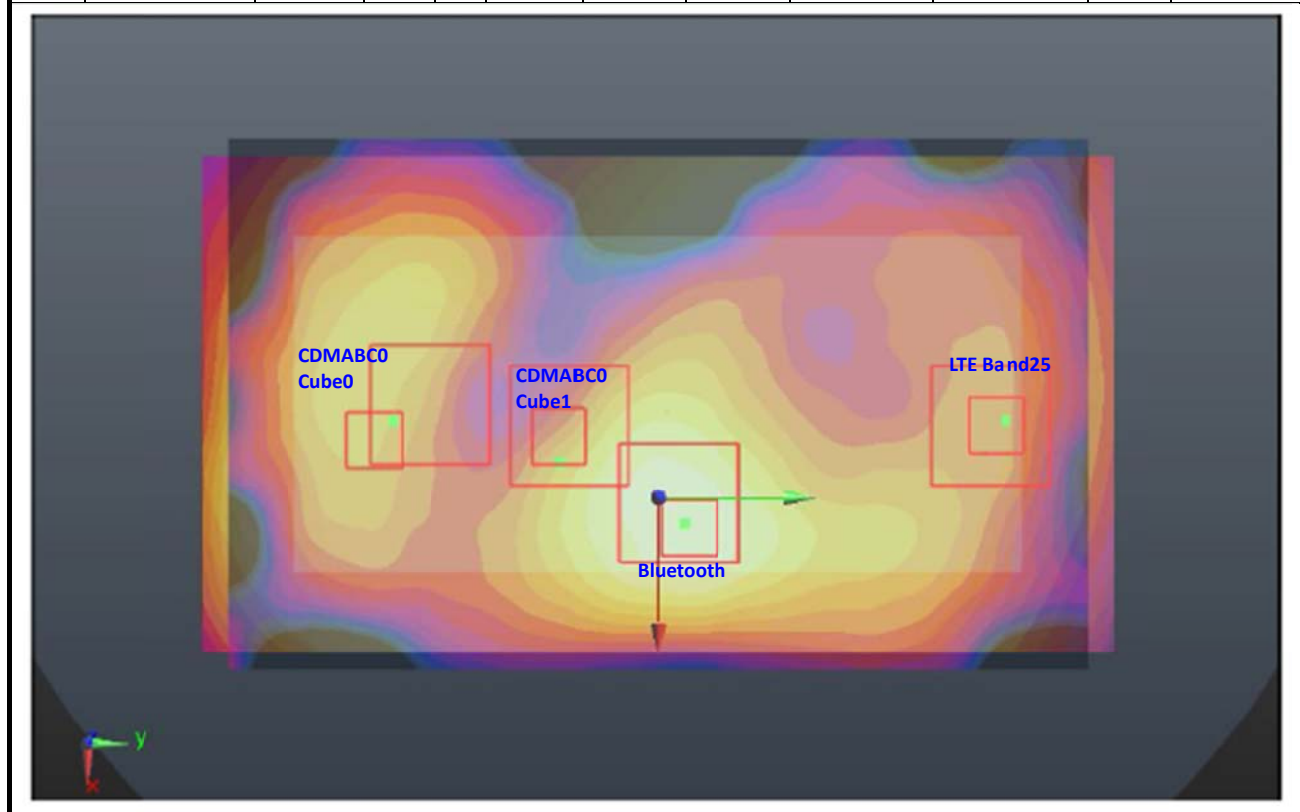 CDMABC0
Cube0
CDMABC0
Cube1
LTE Band25
Bluetooth
y
x